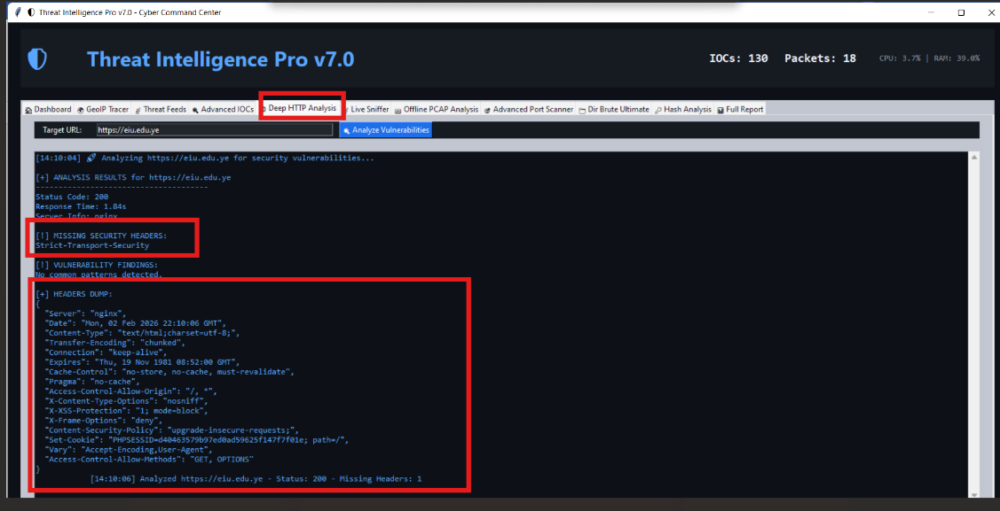 Threat Intelligence Pro v7.0 - Cyber Command Center
Threat Intelligence Pro v7.0
IOCs: 130 Packets: 18 CPU: 3.7% | RAM: 39.0%
Dashboard GeoIP Tracer Threat Feeds Advanced IOCs Deep HTTP Analysis Live Sniffer Offline PCAP Analysis Advanced Port Scanner Dir Brute Ultimate Hash Analysis Full Report
Target URL: https://eiu.edu.ye Analyze Vulnerabilities
[14:10:04] Analyzing https://eiu.edu.ye for security vulnerabilities...
[+] ANALYSIS RESULTS for https://eiu.edu.ye
--------------------------------------
Status Code: 200
Response Time: 1.84s
Server Info: nginx
[!] MISSING SECURITY HEADERS:
Strict-Transport-Security
[!] VULNERABILITY FINDINGS:
No common patterns detected.
[+] HEADERS DUMP:
{
"Server": "nginx",
"Date": "Mon, 02 Feb 2026 22:10:06 GMT",
"Content-Type": "text/html;charset=utf-8;",
"Transfer-Encoding": "chunked",
"Connection": "keep-alive",
"Expires": "Thu, 19 Nov 1981 08:52:00 GMT",
"Cache-Control": "no-store, no-cache, must-revalidate",
"Pragma": "no-cache",
"Access-Control-Allow-Origin": "/, *",
"X-Content-Type-Options": "nosniff",
"X-XSS-Protection": "1; mode=block",
"X-Frame-Options": "deny",
"Content-Security-Policy": "upgrade-insecure-requests;",
"Set-Cookie": "PHPSESSID=d40463579b97ed0ad59625f147f7f01e; path=/",
"Vary": "Accept-Encoding,User-Agent",
"Access-Control-Allow-Methods": "GET, OPTIONS"
}
[14:10:06] Analyzed https://eiu.edu.ye - Status: 200 - Missing Headers: 1